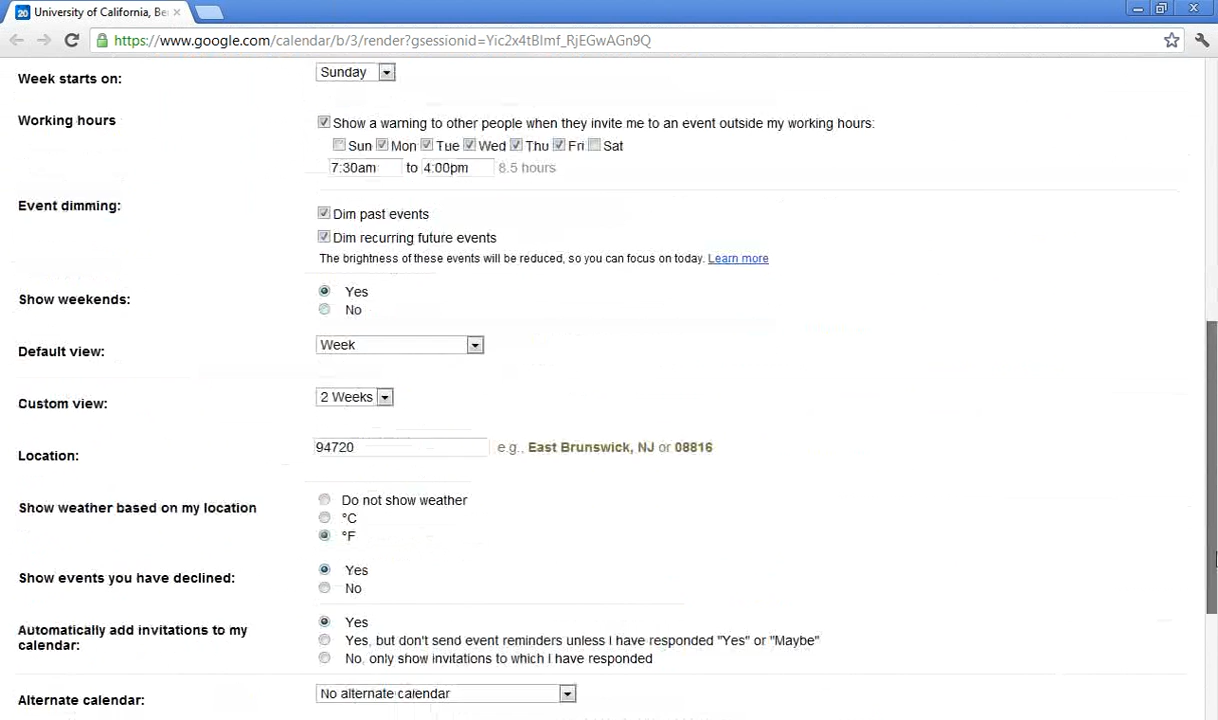 20 University of California, Be
https://www.google.com/calendar/b/3/render?gsessionid=Yic2x4tBlmf_RjEGwAGn9Q
Week starts on: Sunday
Working hours Show a warning to other people when they invite me to an event outside my working hours:
Sun Mon Tue Wed Thu Fri Sat
7:30am to 4:00pm 8.5 hours
Event dimming: Dim past events
Dim recurring future events
The brightness of these events will be reduced, so you can focus on today. Learn more
Show weekends: Yes
No
Default view: Week
Custom view: 2 Weeks
Location: 94720 e.g., East Brunswick, NJ or 08816
Show weather based on my location Do not show weather
°C
°F
Show events you have declined: Yes
No
Automatically add invitations to my calendar: Yes
Yes, but don't send event reminders unless I have responded "Yes" or "Maybe"
No, only show invitations to which I have responded
Alternate calendar: No alternate calendar